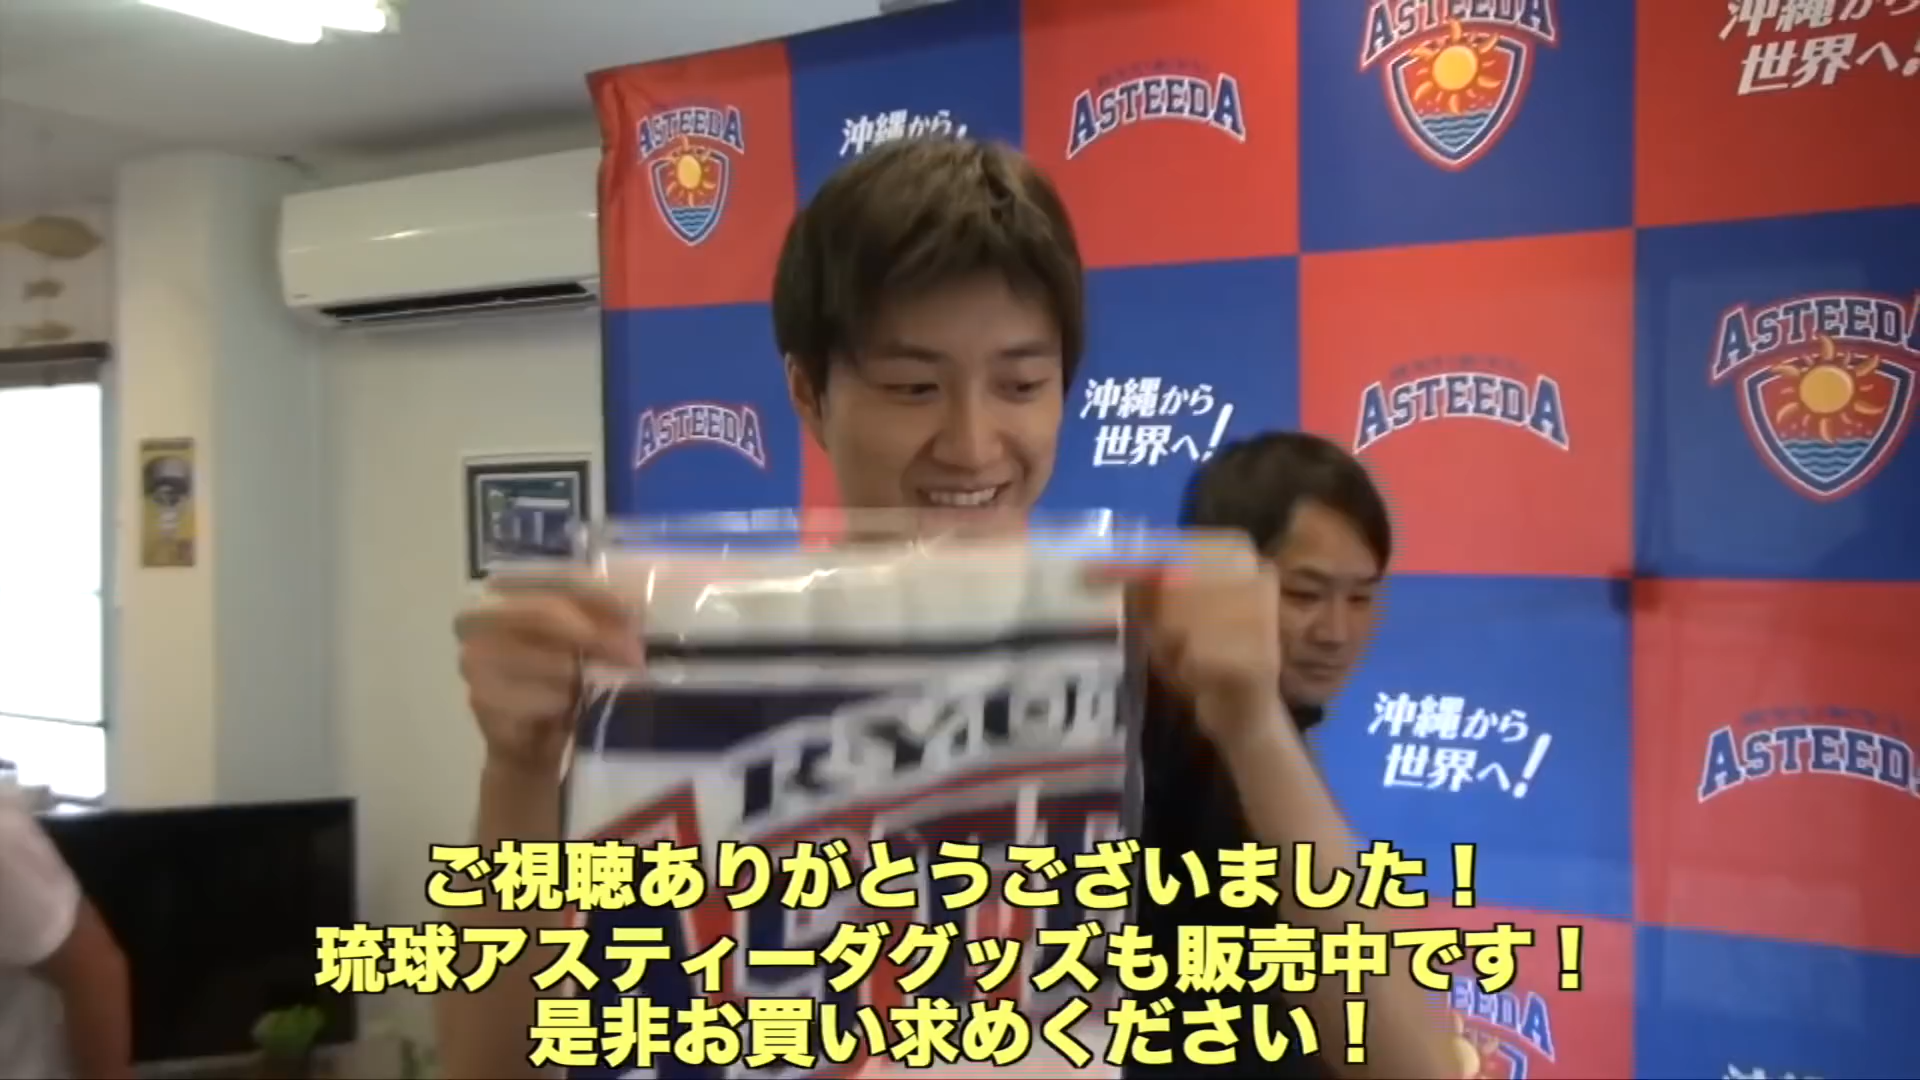 ASTEEDA
沖縄から
世界へ!
ASTEEDA
沖縄から!
ASTEEDA
ASTEEDA
ASTEEDA
沖縄から
世界へ!
ASTEEDA
ASTEEDA
沖縄から
世界へ!
ASTEEDA
RYUKYU
ご視聴ありがとうございました！
琉球アスティーダグッズも販売中です！
是非お買い求めください！
EEDA